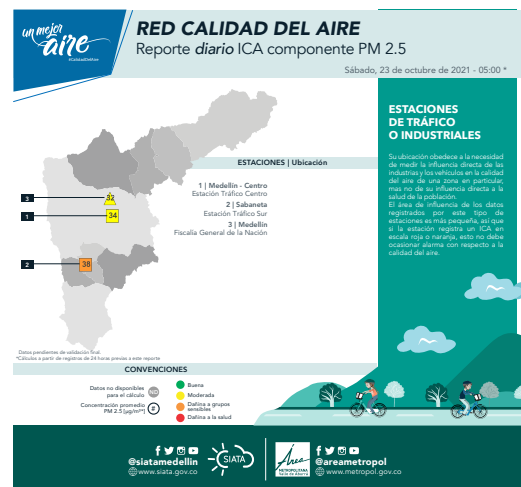 un mejor
aire
#CalidadDelAire
RED CALIDAD DEL AIRE
Reporte diario ICA componente PM 2.5
Sábado, 23 de octubre de 2021 - 05:00 *
ESTACIONES | Ubicación
1 | Medellín - Centro
Estación Tráfico Centro
2 | Sabaneta
Estación Tráfico Sur
3 | Medellín
Fiscalía General de la Nación
3
32
1
34
2
38
ESTACIONES
DE TRÁFICO
O INDUSTRIALES
Su ubicación obedece a la necesidad
de medir la influencia directa de las
industrias y los vehículos en la calidad
del aire de una zona en particular,
mas no de su influencia directa a la
salud de la población.
El área de influencia de los datos
registrados por este tipo de
estaciones es más pequeña, así que
si la estación registra un ICA en
escala roja o naranja, esto no debe
ocasionar alarma con respecto a la
calidad del aire.
Datos pendientes de validación final.
*Cálculos a partir de registros de 24 horas previas a este reporte
CONVENCIONES
Datos no disponibles
para el cálculo
Concentración promedio
PM 2.5 [µg/m³]
#
Buena
Moderada
Dañina a grupos
sensibles
Dañina a la salud
@siatamedellin
www.siata.gov.co
SIATA
Área
METROPOLITANA
Valle de Aburrá
@areametropol
www.metropol.gov.co